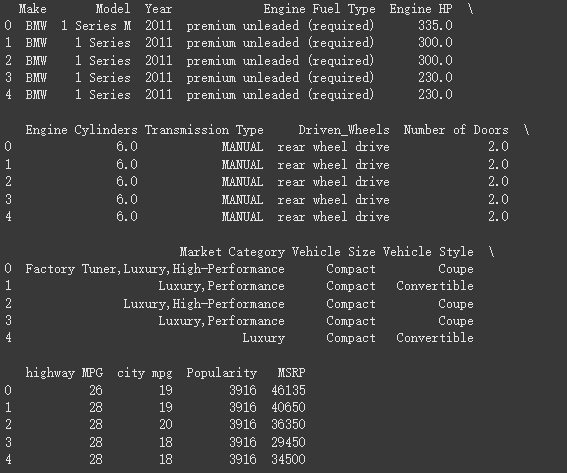 Make Model Year Engine Fuel Type Engine HP \
0 BMW 1 Series M 2011 premium unleaded (required) 335.0
1 BMW 1 Series 2011 premium unleaded (required) 300.0
2 BMW 1 Series 2011 premium unleaded (required) 300.0
3 BMW 1 Series 2011 premium unleaded (required) 230.0
4 BMW 1 Series 2011 premium unleaded (required) 230.0
Engine Cylinders Transmission Type Driven_Wheels Number of Doors \
0 6.0 MANUAL rear wheel drive 2.0
1 6.0 MANUAL rear wheel drive 2.0
2 6.0 MANUAL rear wheel drive 2.0
3 6.0 MANUAL rear wheel drive 2.0
4 6.0 MANUAL rear wheel drive 2.0
Market Category Vehicle Size Vehicle Style \
0 Factory Tuner,Luxury,High-Performance Compact Coupe
1 Luxury,Performance Compact Convertible
2 Luxury,High-Performance Compact Coupe
3 Luxury,Performance Compact Coupe
4 Luxury Compact Convertible
highway MPG city mpg Popularity MSRP
0 26 19 3916 46135
1 28 19 3916 40650
2 28 20 3916 36350
3 28 18 3916 29450
4 28 18 3916 34500